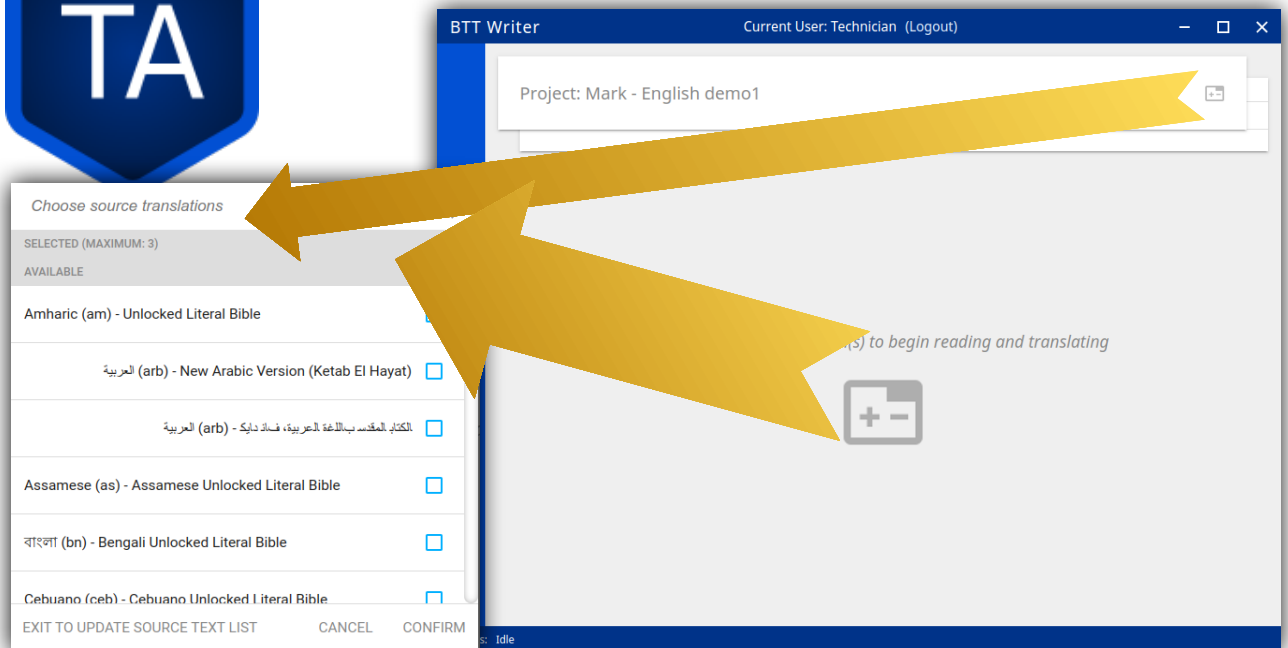 TA
BTT Writer
Current User: Technician (Logout)
Project: Mark - English demo1
to begin reading and translating
Idle
Choose source translations
SELECTED (MAXIMUM: 3)
AVAILABLE
Amharic (am) - Unlocked Literal Bible
العربية (arb) - New Arabic Version (Ketab El Hayat)
العربية (arb) - الكتاب المقدس باللغة العربية، فاند دايك
Assamese (as) - Assamese Unlocked Literal Bible
বাংলা (bn) - Bengali Unlocked Literal Bible
Cebuano (ceb) - Cebuano Unlocked Literal Bible
EXIT TO UPDATE SOURCE TEXT LIST
CANCEL
CONFIRM